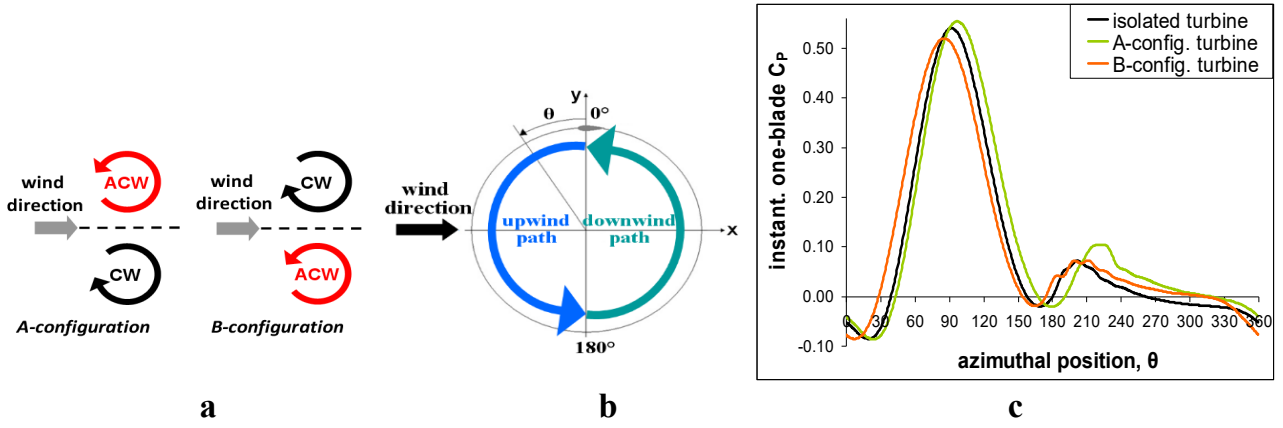 wind
direction
ACW
CW
A-configuration
wind
direction
CW
ACW
B-configuration
a
y
θ
0°
wind
direction
upwind
path
downwind
path
x
180°
b
isolated turbine
A-config. turbine
B-config. turbine
instant. one-blade CP
0.50
0.40
0.30
0.20
0.10
0.00
-0.10
0 30 60 90 120 150 180 210 240 270 300 330 360
azimuthal position, θ
c